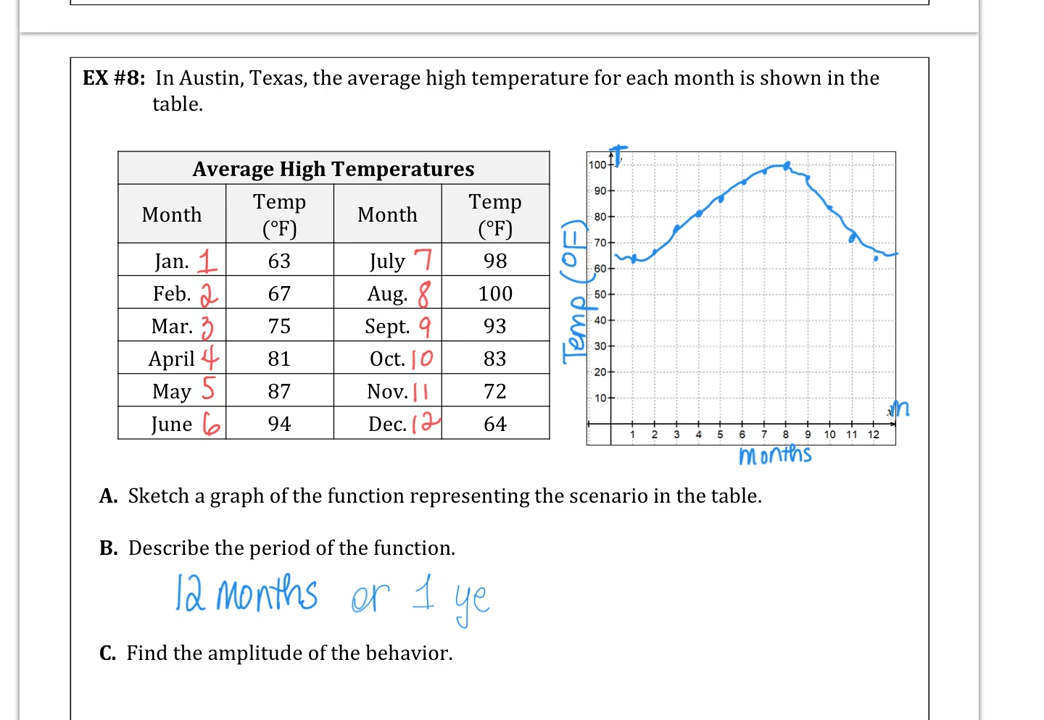 EX #8: In Austin, Texas, the average high temperature for each month is shown in the
table.
Average High Temperatures
Month Temp (°F) Month Temp (°F)
Jan. 1 63 July 7 98
Feb. 2 67 Aug. 8 100
Mar. 3 75 Sept. 9 93
April 4 81 Oct. 10 83
May 5 87 Nov. 11 72
June 6 94 Dec. 12 64
T
100
90
80
70
60
50
40
30
20
10
Temp (°F)
m
1 2 3 4 5 6 7 8 9 10 11 12
months
A. Sketch a graph of the function representing the scenario in the table.
B. Describe the period of the function.
12 months or 1 ye
C. Find the amplitude of the behavior.